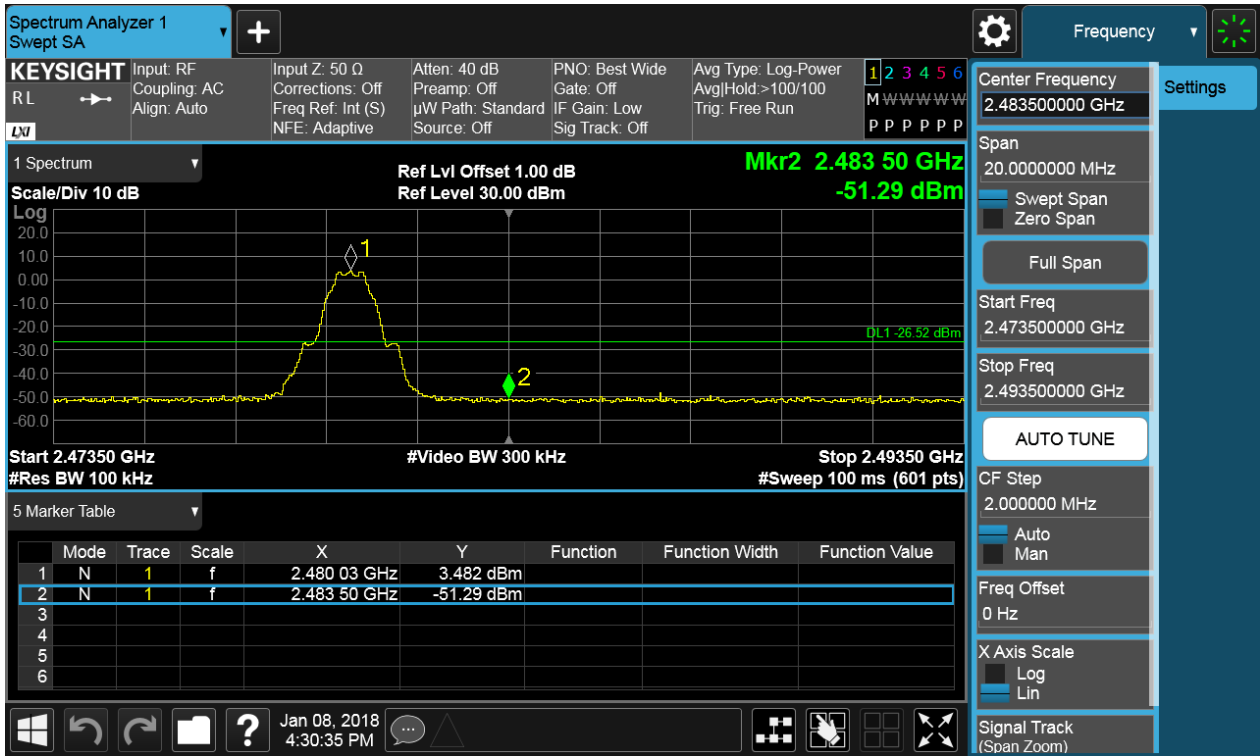 Spectrum Analyzer 1
Swept SA
Frequency
KEYSIGHT
R L
LXI
Input: RF
Coupling: AC
Align: Auto
Input Z: 50 Ω
Corrections: Off
Freq Ref: Int (S)
NFE: Adaptive
Atten: 40 dB
Preamp: Off
µW Path: Standard
Source: Off
PNO: Best Wide
Gate: Off
IF Gain: Low
Sig Track: Off
Avg Type: Log-Power
Avg|Hold:>100/100
Trig: Free Run
1 2 3 4 5 6
M W W W W W
P P P P P P
1 Spectrum
Scale/Div 10 dB
Ref Lvl Offset 1.00 dB
Ref Level 30.00 dBm
Mkr2 2.483 50 GHz
-51.29 dBm
Log
20.0
10.0
0.00
-10.0
-20.0
-30.0
-40.0
-50.0
-60.0
1
DL1 -26.52 dBm
2
Start 2.47350 GHz
#Video BW 300 kHz
Stop 2.49350 GHz
#Res BW 100 kHz
#Sweep 100 ms (601 pts)
5 Marker Table
Mode Trace Scale X Y Function Function Width Function Value
1 N 1 f 2.480 03 GHz 3.482 dBm
2 N 1 f 2.483 50 GHz -51.29 dBm
3
4
5
6
Jan 08, 2018
4:30:35 PM
Center Frequency
2.483500000 GHz
Settings
Span
20.0000000 MHz
Swept Span
Zero Span
Full Span
Start Freq
2.473500000 GHz
Stop Freq
2.493500000 GHz
AUTO TUNE
CF Step
2.000000 MHz
Auto
Man
Freq Offset
0 Hz
X Axis Scale
Log
Lin
Signal Track
(Span Zoom)